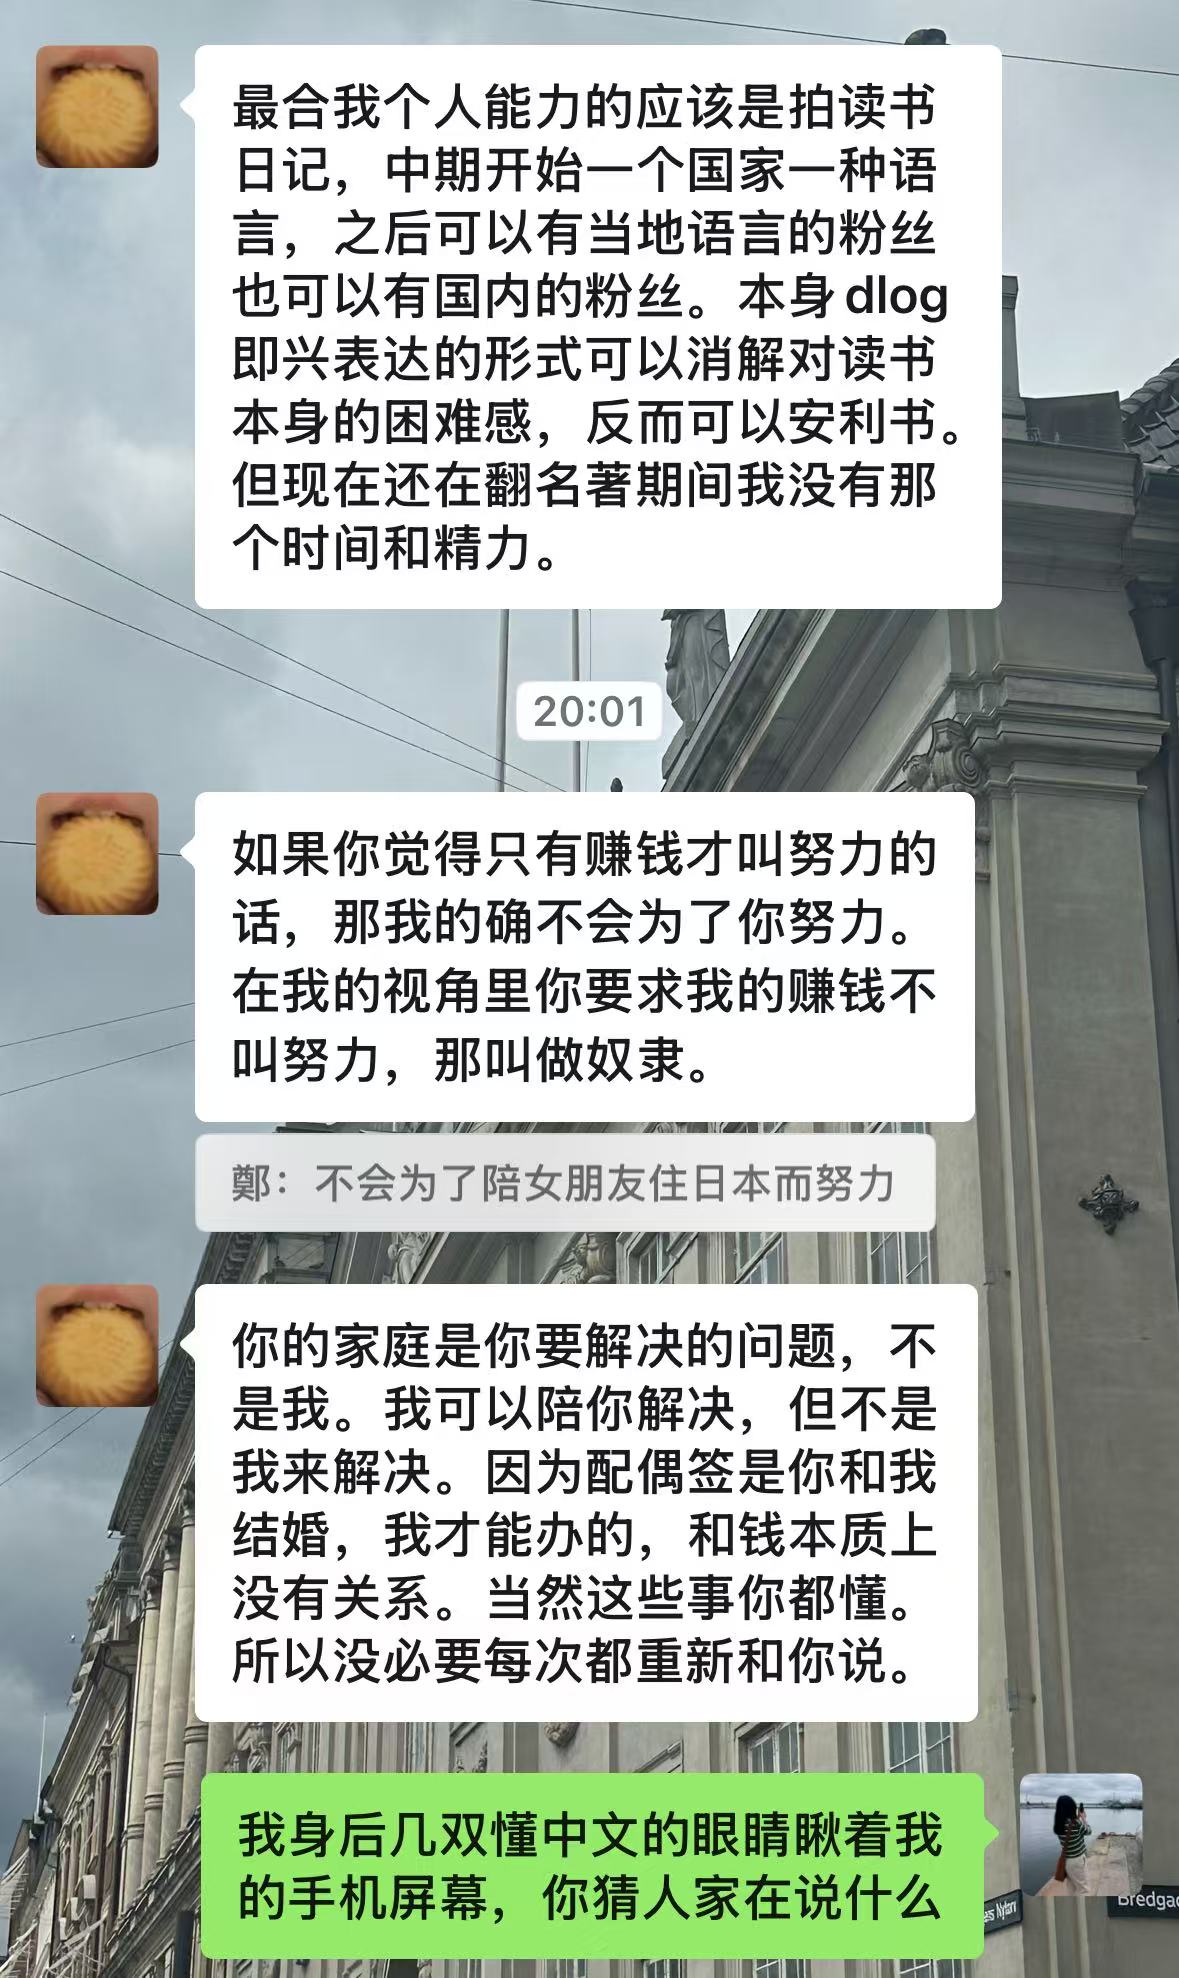 最合我个人能力的应该是拍读书
日记，中期开始一个国家一种语
言，之后可以有当地语言的粉丝
也可以有国内的粉丝。本身dlog
即兴表达的形式可以消解对读书
本身的困难感，反而可以安利书。
但现在还在翻名著期间我没有那
个时间和精力。
20:01
如果你觉得只有赚钱才叫努力的
话，那我的确不会为了你努力。
在我的视角里你要求我的赚钱不
叫努力，那叫做奴隶。
鄭：不会为了陪女朋友住日本而努力
你的家庭是你要解决的问题，不
是我。我可以陪你解决，但不是
我来解决。因为配偶签是你和我
结婚，我才能办的，和钱本质上
没有关系。当然这些事你都懂。
所以没必要每次都重新和你说。
我身后几双懂中文的眼睛瞅着我
的手机屏幕，你猜人家在说什么